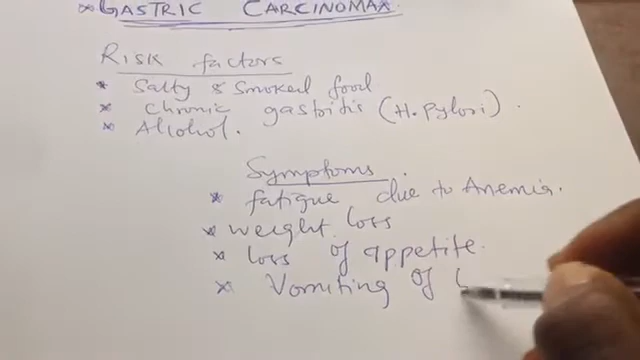 *GASTRIC CARCINOMA*
Risk factors
* Salty & Smoked food
* Chronic gastritis (H. Pylori).
* Alcohol.
Symptoms.
* fatigue due to Anemia.
* weight loss
* loss of appetite.
* Vomiting of